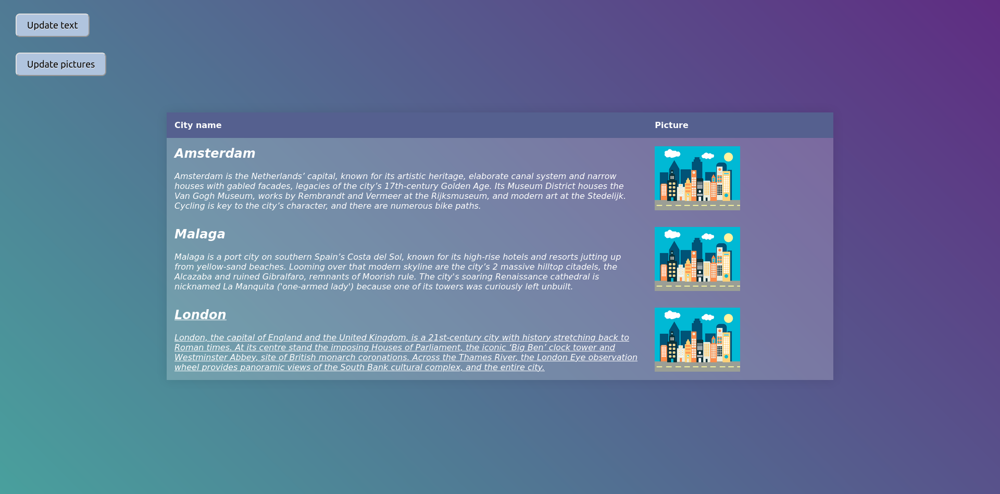 Update text
Update pictures
City name Picture
Amsterdam
Amsterdam is the Netherlands’ capital, known for its artistic heritage, elaborate canal system and narrow
houses with gabled facades, legacies of the city’s 17th-century Golden Age. Its Museum District houses the
Van Gogh Museum, works by Rembrandt and Vermeer at the Rijksmuseum, and modern art at the Stedelijk.
Cycling is key to the city’s character, and there are numerous bike paths.
Malaga
Malaga is a port city on southern Spain’s Costa del Sol, known for its high-rise hotels and resorts jutting up
from yellow-sand beaches. Looming over that modern skyline are the city’s 2 massive hilltop citadels, the
Alcazaba and ruined Gibralfaro, remnants of Moorish rule. The city's soaring Renaissance cathedral is
nicknamed La Manquita ('one-armed lady') because one of its towers was curiously left unbuilt.
London
London, the capital of England and the United Kingdom, is a 21st-century city with history stretching back to
Roman times. At its centre stand the imposing Houses of Parliament, the iconic ‘Big Ben’ clock tower and
Westminster Abbey, site of British monarch coronations. Across the Thames River, the London Eye observation
wheel provides panoramic views of the South Bank cultural complex, and the entire city.